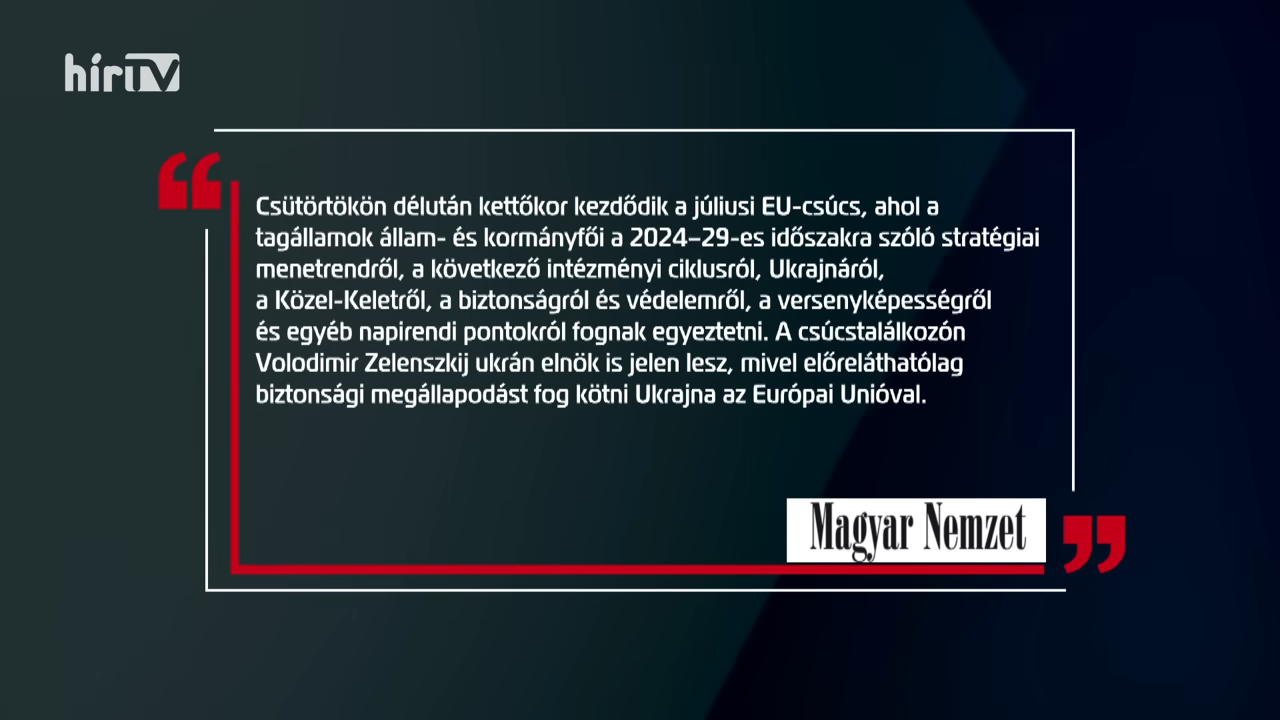 hírTV
Csütörtökön délután kettőkor kezdődik a júliusi EU-csúcs, ahol a
tagállamok állam- és kormányfői a 2024–29-es időszakra szóló stratégiai
menetrendről, a következő intézményi ciklusról, Ukrajnáról,
a Közel-Keletről, a biztonságról és védelemről, a versenyképességről
és egyéb napirendi pontokról fognak egyeztetni. A csúcstalálkozón
Volodimir Zelenszkij ukrán elnök is jelen lesz, mivel előreláthatólag
biztonsági megállapodást fog kötni Ukrajna az Európai Unióval.
Magyar Nemzet